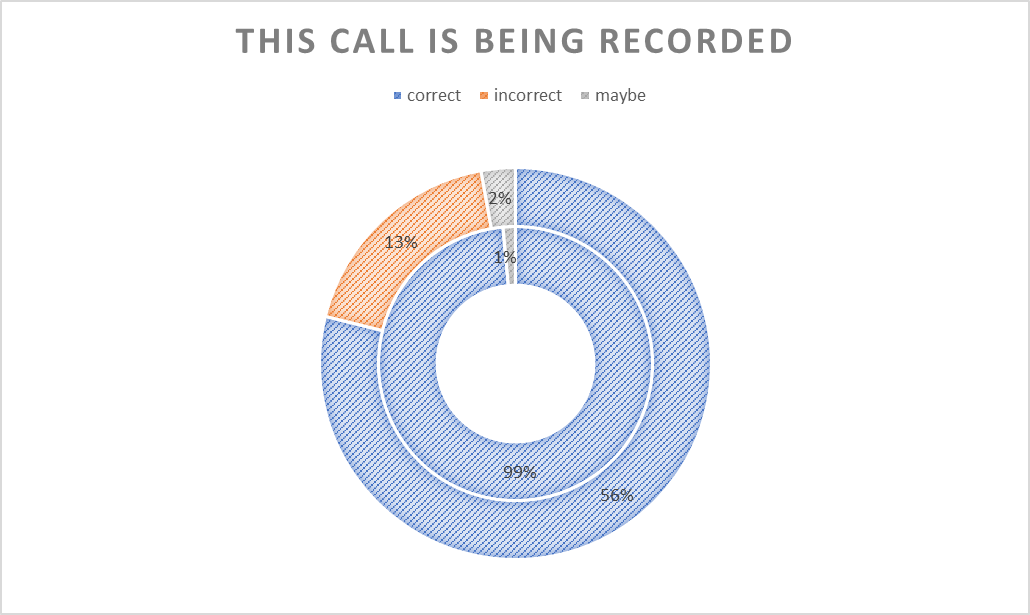 THIS CALL IS BEING RECORDED
correct incorrect maybe
2%
13%
1%
99%
56%